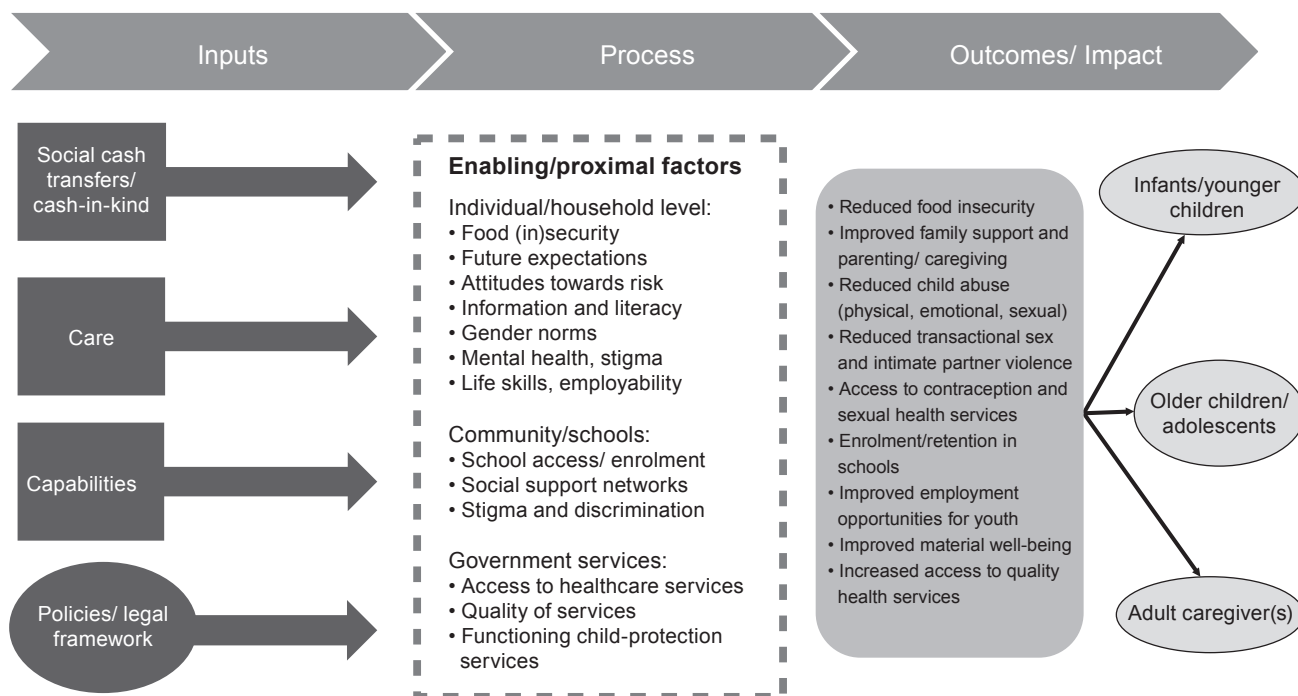 Inputs
Process
Outcomes/ Impact
Social cash
transfers/
cash-in-kind
Care
Capabilities
Policies/ legal
framework
Enabling/proximal factors
Individual/household level:
• Food (in)security
• Future expectations
• Attitudes towards risk
• Information and literacy
• Gender norms
• Mental health, stigma
• Life skills, employability
Community/schools:
• School access/ enrolment
• Social support networks
• Stigma and discrimination
Government services:
• Access to healthcare services
• Quality of services
• Functioning child-protection
services
• Reduced food insecurity
• Improved family support and
parenting/ caregiving
• Reduced child abuse
(physical, emotional, sexual)
• Reduced transactional sex
and intimate partner violence
• Access to contraception and
sexual health services
• Enrolment/retention in
schools
• Improved employment
opportunities for youth
• Improved material well-being
• Increased access to quality
health services
Infants/younger
children
Older children/
adolescents
Adult caregiver(s)